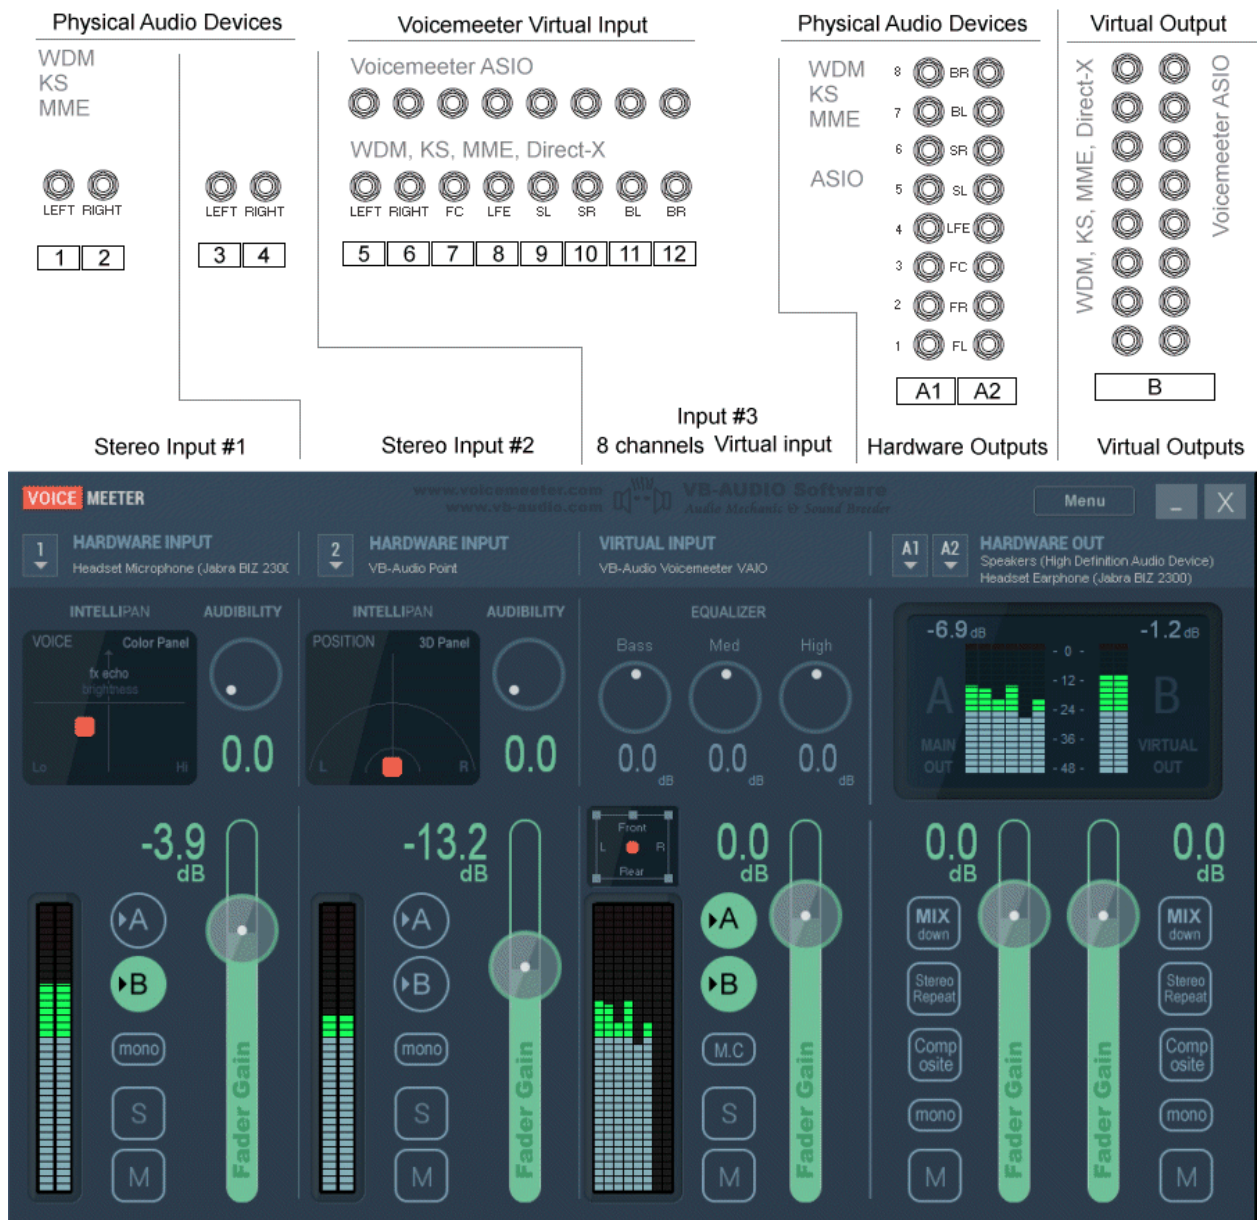 Physical Audio Devices
Voicemeeter Virtual Input
Physical Audio Devices
Virtual Output
WDM
KS
MME
Voicemeeter ASIO
WDM, KS, MME, Direct-X
LEFT RIGHT
LEFT RIGHT
LEFT RIGHT FC LFE SL SR BL BR
1 2
3 4
5 6 7 8 9 10 11 12
WDM
KS
MME
ASIO
8 BR
7 BL
6 SR
5 SL
4 LFE
3 FC
2 FR
1 FL
A1 A2
WDM, KS, MME, Direct-X
Voicemeeter ASIO
B
Stereo Input #1
Stereo Input #2
Input #3
8 channels Virtual input
Hardware Outputs
Virtual Outputs
VOICE MEETER
www.voicemeeter.com
www.vb-audio.com
VB-AUDIO Software
Audio Mechanic & Sound Breeder
Menu
_ X
1 HARDWARE INPUT
Headset Microphone (Jabra BIZ 230(
2 HARDWARE INPUT
VB-Audio Point
VIRTUAL INPUT
VB-Audio Voicemeeter VAIO
A1 A2 HARDWARE OUT
Speakers (High Definition Audio Device)
Headset Earphone (Jabra BIZ 2300)
INTELLIPAN AUDIBILITY
VOICE Color Panel
fx echo
brightness
Lo Hi
0.0
INTELLIPAN AUDIBILITY
POSITION 3D Panel
L R
0.0
EQUALIZER
Bass Med High
0.0 dB 0.0 dB 0.0 dB
-6.9 dB -1.2 dB
A B
MAIN OUT
VIRTUAL OUT
- 0 -
-12 -
- 24 -
- 36 -
- 48 -
-3.9
dB
A
B
mono
S
M
Fader Gain
-13.2
dB
A
B
mono
S
M
Fader Gain
Front
L R
Rear
0.0
dB
A
B
M.C
S
M
Fader Gain
0.0
dB
MIX
down
Stereo
Repeat
Comp
osite
mono
M
Fader Gain
Fader Gain
0.0
dB
MIX
down
Stereo
Repeat
Comp
osite
mono
M